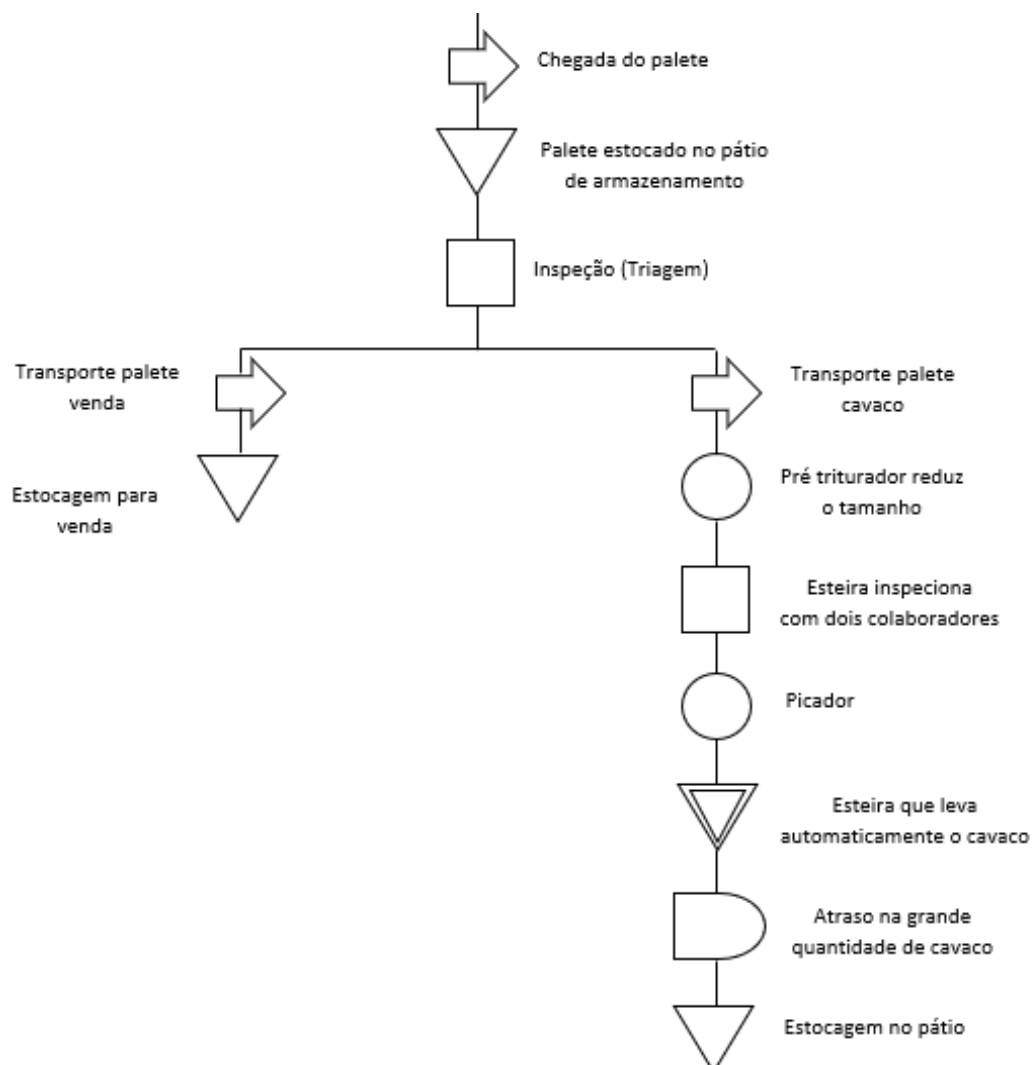 Chegada do palete
Palete estocado no pátio
de armazenamento
Inspeção (Triagem)
Transporte palete
venda
Estocagem para
venda
Transporte palete
cavaco
Pré triturador reduz
o tamanho
Esteira inspeciona
com dois colaboradores
Picador
Esteira que leva
automaticamente o cavaco
Atraso na grande
quantidade de cavaco
Estocagem no pátio